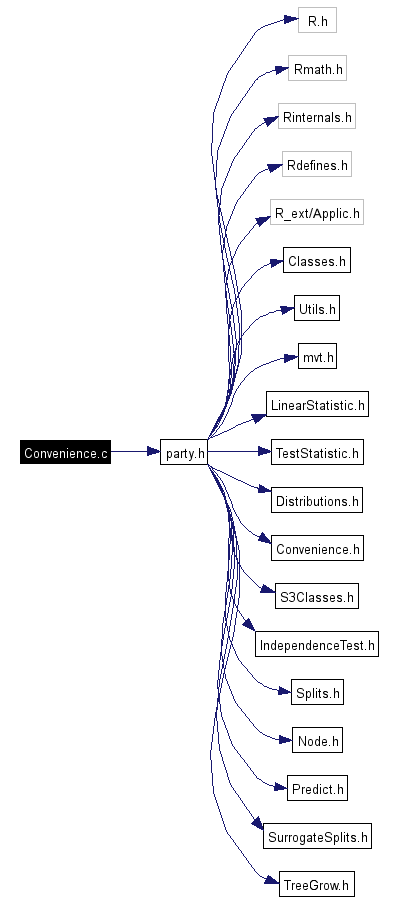 R.h
Rmath.h
Rinternals.h
Rdefines.h
R_ext/Applic.h
Classes.h
Utils.h
mvt.h
LinearStatistic.h
Convenience.c
party.h
TestStatistic.h
Distributions.h
Convenience.h
S3Classes.h
IndependenceTest.h
Splits.h
Node.h
Predict.h
SurrogateSplits.h
TreeGrow.h